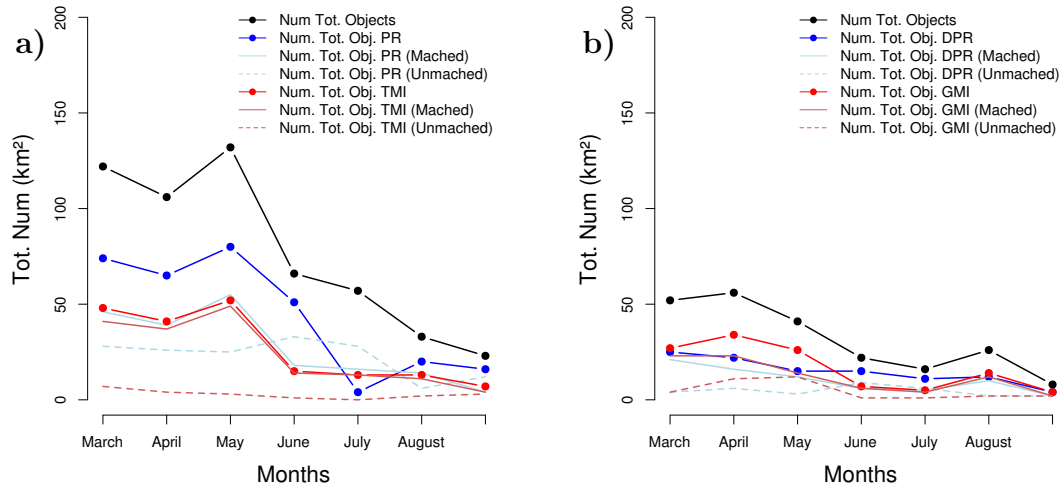 a)
Num Tot. Objects
Num. Tot. Obj. PR
Num. Tot. Obj. PR (Mached)
Num. Tot. Obj. PR (Unmached)
Num. Tot. Obj. TMI
Num. Tot. Obj. TMI (Mached)
Num. Tot. Obj. TMI (Unmached)
Tot. Num (km²)
200
150
100
50
0
March April May June July August
Months
b)
Num Tot. Objects
Num. Tot. Obj. DPR
Num. Tot. Obj. DPR (Mached)
Num. Tot. Obj. DPR (Unmached)
Num. Tot. Obj. GMI
Num. Tot. Obj. GMI (Mached)
Num. Tot. Obj. GMI (Unmached)
Tot. Num (km²)
200
150
100
50
0
March April May June July August
Months